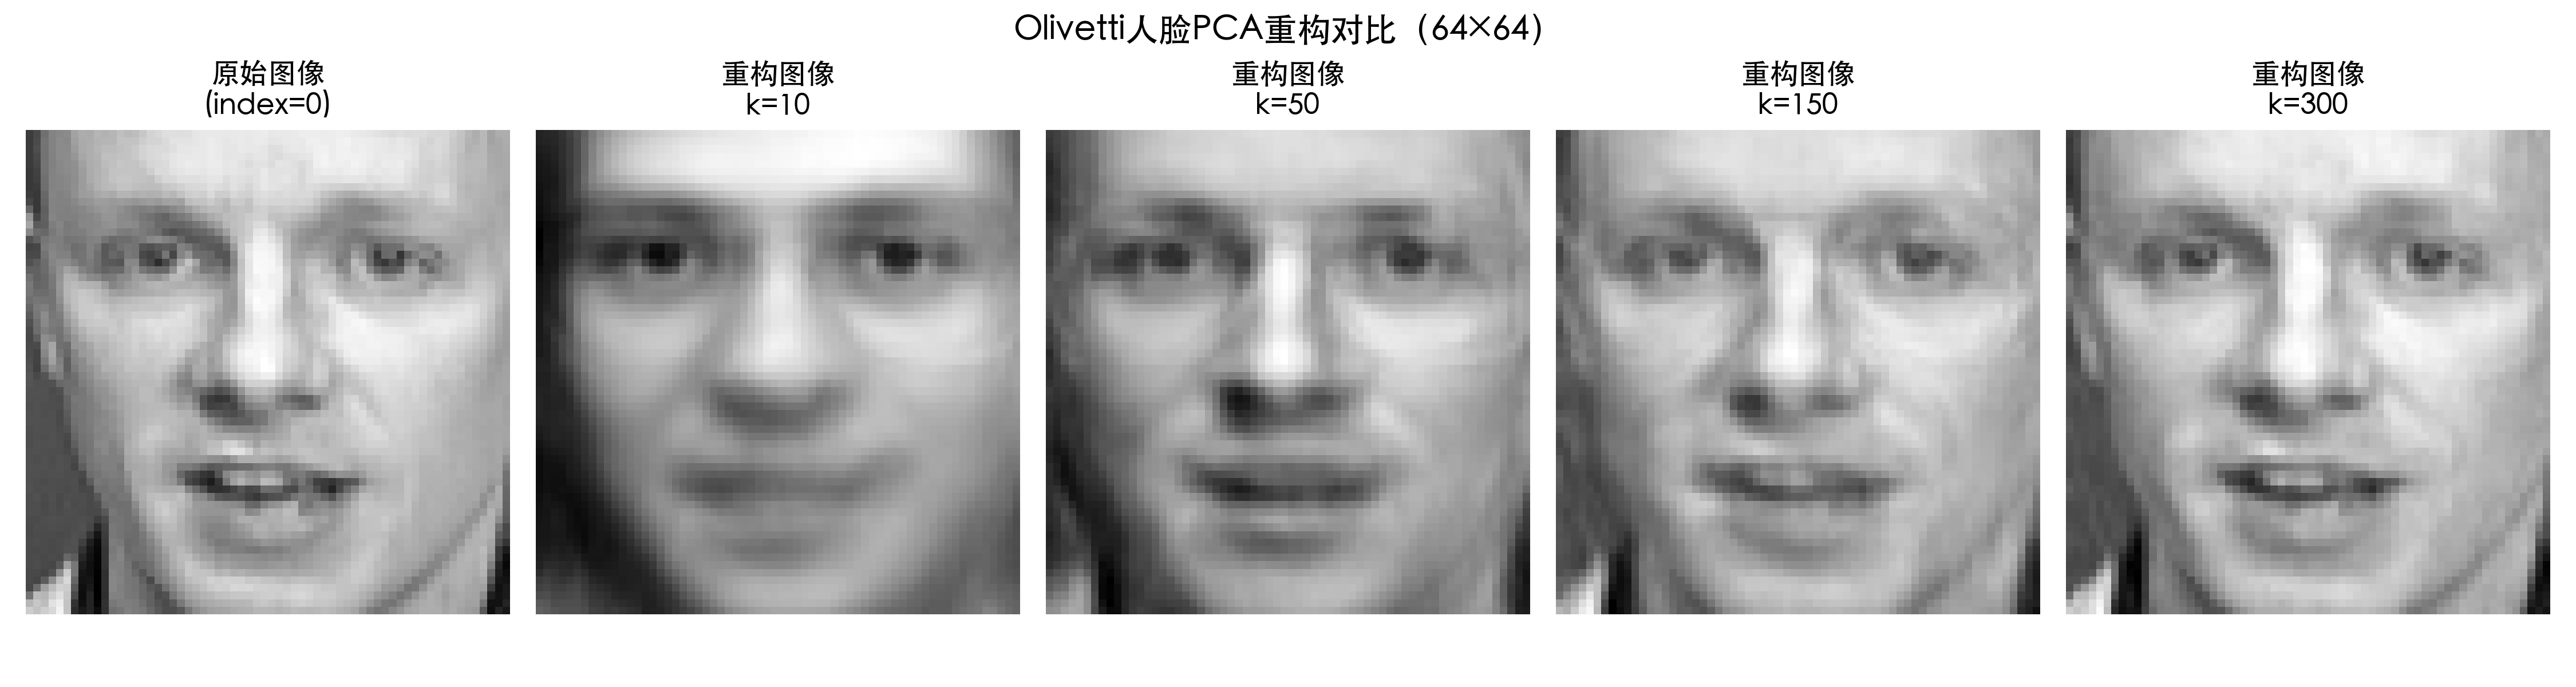 Olivetti人脸PCA重构对比（64×64）
原始图像
(index=0)
重构图像
k=10
重构图像
k=50
重构图像
k=150
重构图像
k=300